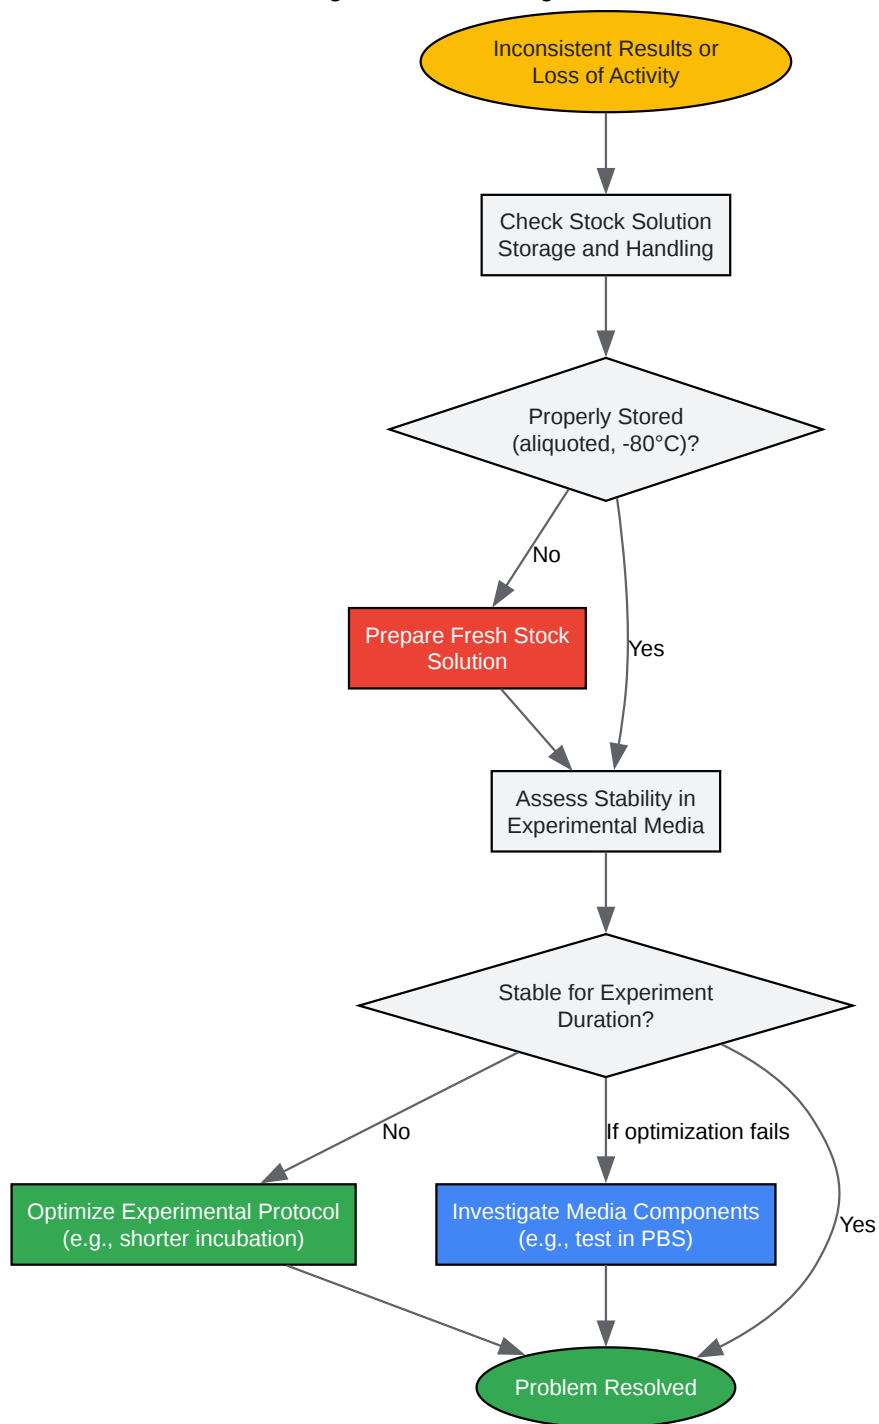 Inconsistent Results or
Loss of Activity
Check Stock Solution
Storage and Handling
Properly Stored
(aliquoted, -80°C)?
No
Yes
Prepare Fresh Stock
Solution
Assess Stability in
Experimental Media
Stable for Experiment
Duration?
No
If optimization fails
Yes
Optimize Experimental Protocol
(e.g., shorter incubation)
Investigate Media Components
(e.g., test in PBS)
Problem Resolved